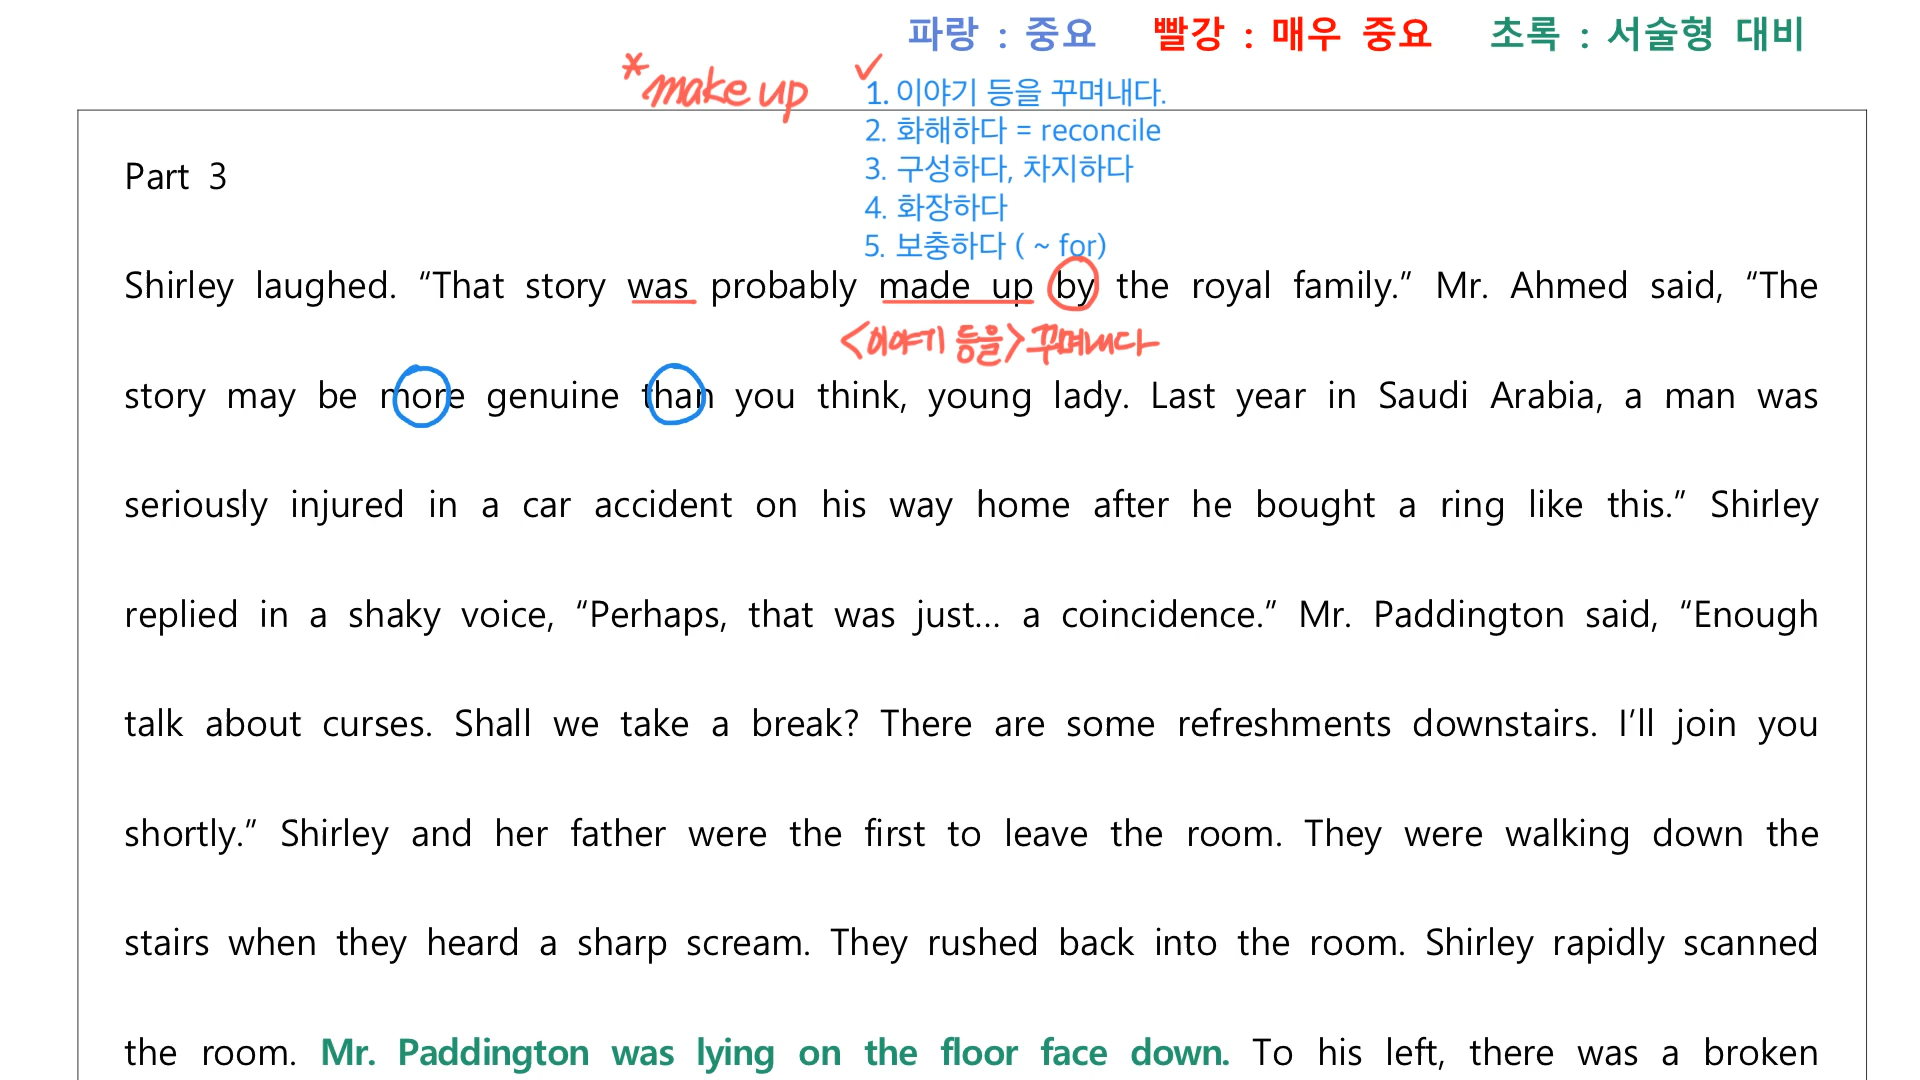 파랑 : 중요 빨강 : 매우 중요 초록 : 서술형 대비
*make up ✓
1. 이야기 등을 꾸며내다.
2. 화해하다 = reconcile
3. 구성하다, 차지하다
4. 화장하다
5. 보충하다 ( ~ for)
Part 3
Shirley laughed. “That story was probably made up by the royal family.” Mr. Ahmed said, “The
<이야기 등을> 꾸며내다
story may be more genuine than you think, young lady. Last year in Saudi Arabia, a man was
seriously injured in a car accident on his way home after he bought a ring like this.” Shirley
replied in a shaky voice, “Perhaps, that was just… a coincidence.” Mr. Paddington said, “Enough
talk about curses. Shall we take a break? There are some refreshments downstairs. I’ll join you
shortly.” Shirley and her father were the first to leave the room. They were walking down the
stairs when they heard a sharp scream. They rushed back into the room. Shirley rapidly scanned
the room. Mr. Paddington was lying on the floor face down. To his left, there was a broken